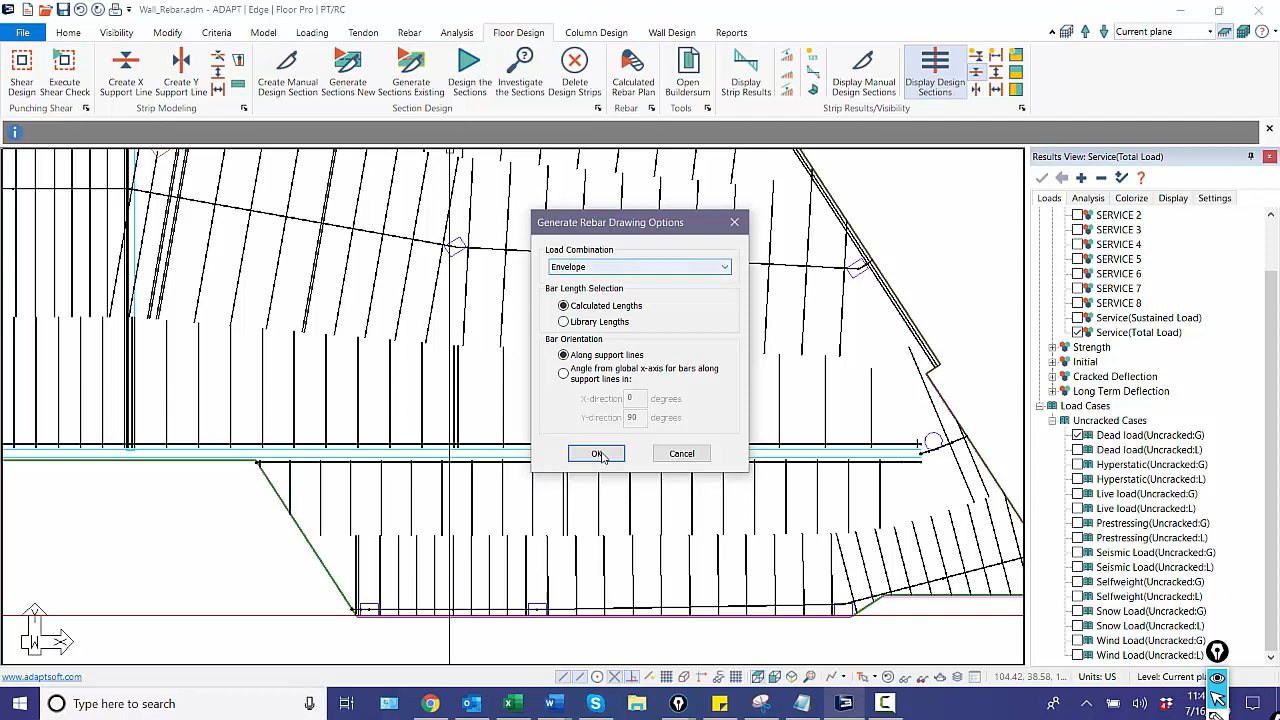 Wall_Rebar.adm - ADAPT | Edge | Floor Pro | PT/RC
File Home Visibility Modify Criteria Model Loading Tendon Rebar Analysis Floor Design Column Design Wall Design Reports Current plane
Shear Design
Execute Shear Check
Create X Support Line
Create Y Support Line
Create Manual Design Section
Generate Sections New
Generate Sections Existing
Design the Sections
Investigate the Sections
Delete Design Strips
Calculated Rebar Plan
Open Buildersum
Display Strip Results
Display Manual Design Sections
Display Design Sections
Punching Shear Strip Modeling Section Design Rebar Tools Strip Results/Visibility
Results View: Service(Total Load)
Loads Analysis Colorize Display Settings
SERVICE 2
SERVICE 3
SERVICE 4
SERVICE 5
SERVICE 6
SERVICE 7
SERVICE 8
Service(Sustained Load)
Service(Total Load)
Strength
Initial
Cracked Deflection
Long Term Deflection
Load Cases
Uncracked Cases
Dead load(Uncracked:G)
Dead load(Uncracked:L)
Hyperstatic(Uncracked:G)
Hyperstatic(Uncracked:L)
Live load(Uncracked:G)
Live load(Uncracked:L)
Prestressing(Uncracked:G)
Prestressing(Uncracked:L)
Seismic Load(Uncracked:G)
Seismic Load(Uncracked:L)
Selfweight(Uncracked:G)
Selfweight(Uncracked:L)
Snow Load(Uncracked:G)
Snow Load(Uncracked:L)
Wind Load(Uncracked:G)
Wind Load(Uncracked:L)
Generate Rebar Drawing Options
Load Combination
Envelope
Bar Length Selection
Calculated Lengths
Library Lengths
Bar Orientation
Along support lines
Angle from global x-axis for bars along
support lines in:
X-direction 0 degrees
Y-direction 90 degrees
OK Cancel
Y
W X
www.adaptsoft.com
104.42, 38.58, 1... Units: US Level: Current pl
Type here to search
11:4
7/16